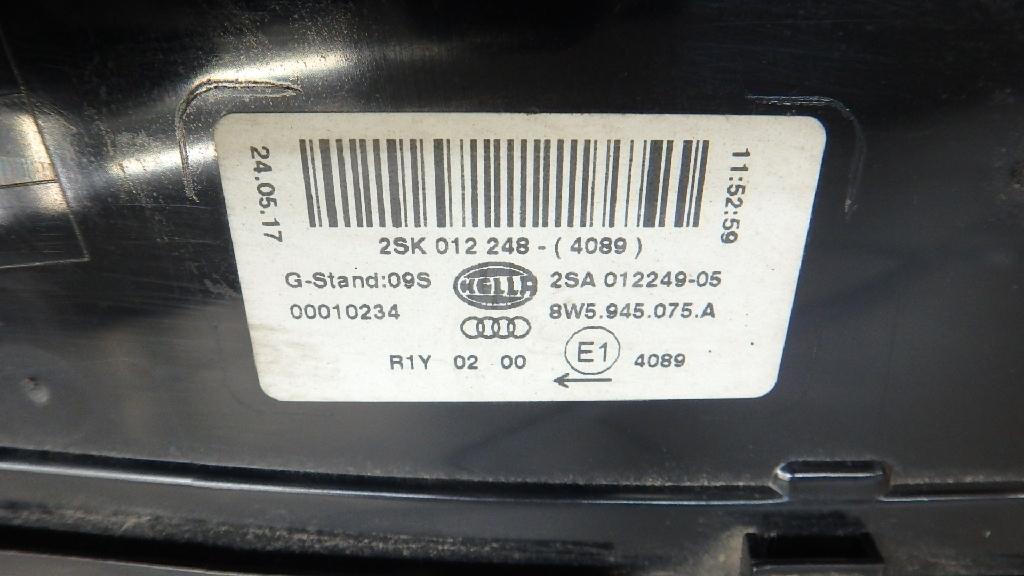 24.05.17
11:52:59
2SK 012 248 - ( 4089 )
G-Stand:09S HELLA 2SA 012249-05
00010234 8W5.945.075.A
R1Y 02 00 E1 4089